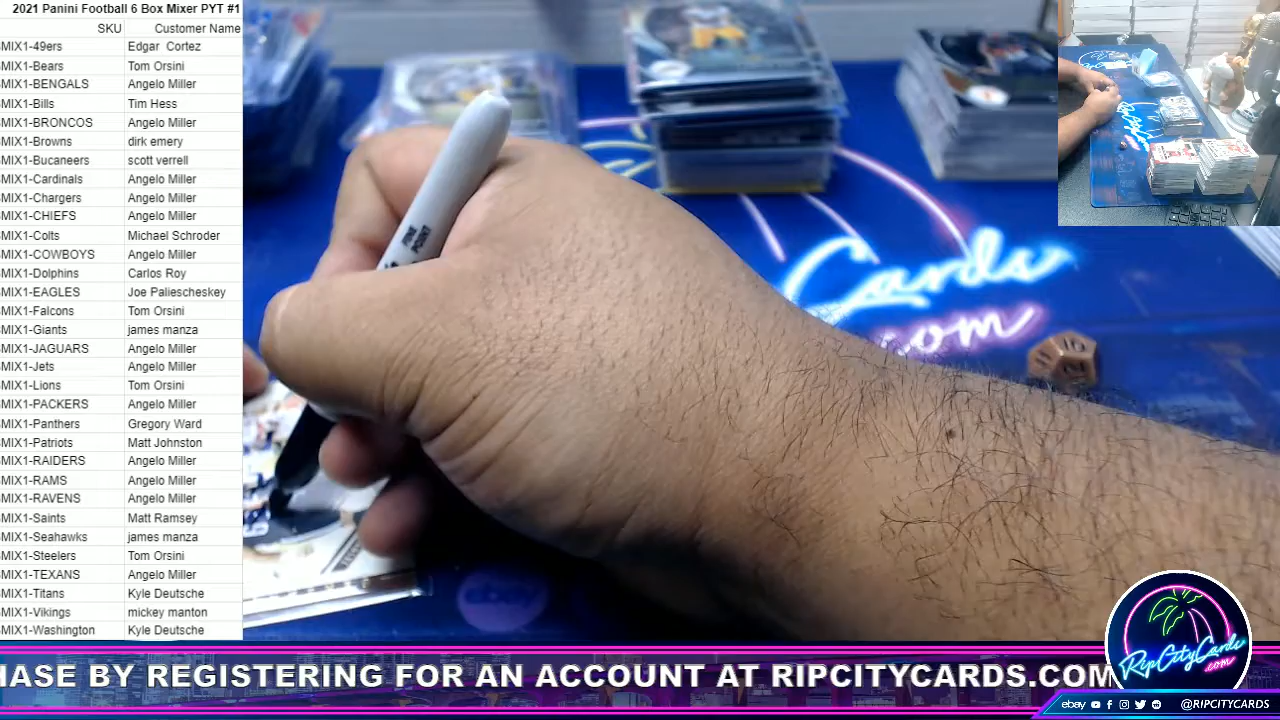 2021 Panini Football 6 Box Mixer PYT #1
SKU Customer Name
MIX1-49ers Edgar Cortez
MIX1-Bears Tom Orsini
MIX1-BENGALS Angelo Miller
MIX1-Bills Tim Hess
MIX1-BRONCOS Angelo Miller
MIX1-Browns dirk emery
MIX1-Bucaneers scott verrell
MIX1-Cardinals Angelo Miller
MIX1-Chargers Angelo Miller
MIX1-CHIEFS Angelo Miller
MIX1-Colts Michael Schroder
MIX1-COWBOYS Angelo Miller
MIX1-Dolphins Carlos Roy
MIX1-EAGLES Joe Paliescheskey
MIX1-Falcons Tom Orsini
MIX1-Giants james manza
MIX1-JAGUARS Angelo Miller
MIX1-Jets Angelo Miller
MIX1-Lions Tom Orsini
MIX1-PACKERS Angelo Miller
MIX1-Panthers Gregory Ward
MIX1-Patriots Matt Johnston
MIX1-RAIDERS Angelo Miller
MIX1-RAMS Angelo Miller
MIX1-RAVENS Angelo Miller
MIX1-Saints Matt Ramsey
MIX1-Seahawks james manza
MIX1-Steelers Tom Orsini
MIX1-TEXANS Angelo Miller
MIX1-Titans Kyle Deutsche
MIX1-Vikings mickey manton
MIX1-Washington Kyle Deutsche
FINE
POINT
Cards
.com
RipCityCards
.com
HASE BY REGISTERING FOR AN ACCOUNT AT RIPCITYCARDS.COM
ebay @RIPCITYCARDS